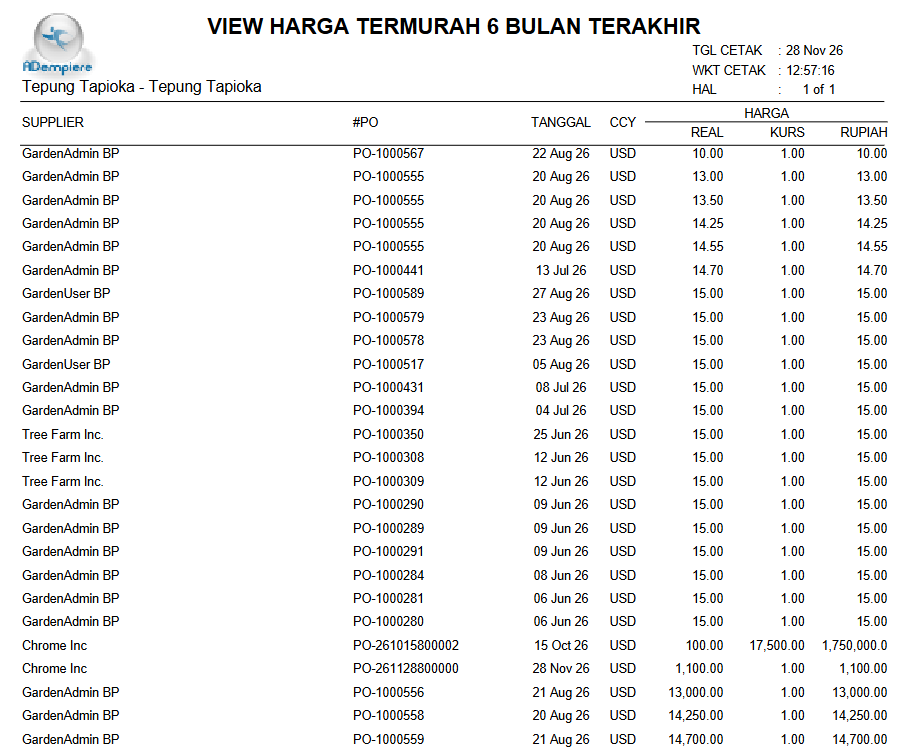 VIEW HARGA TERMURAH 6 BULAN TERAKHIR
ADempiere
TGL CETAK : 28 Nov 26
WKT CETAK : 12:57:16
HAL : 1 of 1
Tepung Tapioka - Tepung Tapioka
SUPPLIER #PO TANGGAL CCY HARGA
REAL KURS RUPIAH
GardenAdmin BP PO-1000567 22 Aug 26 USD 10.00 1.00 10.00
GardenAdmin BP PO-1000555 20 Aug 26 USD 13.00 1.00 13.00
GardenAdmin BP PO-1000555 20 Aug 26 USD 13.50 1.00 13.50
GardenAdmin BP PO-1000555 20 Aug 26 USD 14.25 1.00 14.25
GardenAdmin BP PO-1000555 20 Aug 26 USD 14.55 1.00 14.55
GardenAdmin BP PO-1000441 13 Jul 26 USD 14.70 1.00 14.70
GardenUser BP PO-1000589 27 Aug 26 USD 15.00 1.00 15.00
GardenAdmin BP PO-1000579 23 Aug 26 USD 15.00 1.00 15.00
GardenAdmin BP PO-1000578 23 Aug 26 USD 15.00 1.00 15.00
GardenUser BP PO-1000517 05 Aug 26 USD 15.00 1.00 15.00
GardenAdmin BP PO-1000431 08 Jul 26 USD 15.00 1.00 15.00
GardenAdmin BP PO-1000394 04 Jul 26 USD 15.00 1.00 15.00
Tree Farm Inc. PO-1000350 25 Jun 26 USD 15.00 1.00 15.00
Tree Farm Inc. PO-1000308 12 Jun 26 USD 15.00 1.00 15.00
Tree Farm Inc. PO-1000309 12 Jun 26 USD 15.00 1.00 15.00
GardenAdmin BP PO-1000290 09 Jun 26 USD 15.00 1.00 15.00
GardenAdmin BP PO-1000289 09 Jun 26 USD 15.00 1.00 15.00
GardenAdmin BP PO-1000291 09 Jun 26 USD 15.00 1.00 15.00
GardenAdmin BP PO-1000284 08 Jun 26 USD 15.00 1.00 15.00
GardenAdmin BP PO-1000281 06 Jun 26 USD 15.00 1.00 15.00
GardenAdmin BP PO-1000280 06 Jun 26 USD 15.00 1.00 15.00
Chrome Inc PO-261015800002 15 Oct 26 USD 100.00 17,500.00 1,750,000.0
Chrome Inc PO-261128800000 28 Nov 26 USD 1,100.00 1.00 1,100.00
GardenAdmin BP PO-1000556 21 Aug 26 USD 13,000.00 1.00 13,000.00
GardenAdmin BP PO-1000558 20 Aug 26 USD 14,250.00 1.00 14,250.00
GardenAdmin BP PO-1000559 21 Aug 26 USD 14,700.00 1.00 14,700.00